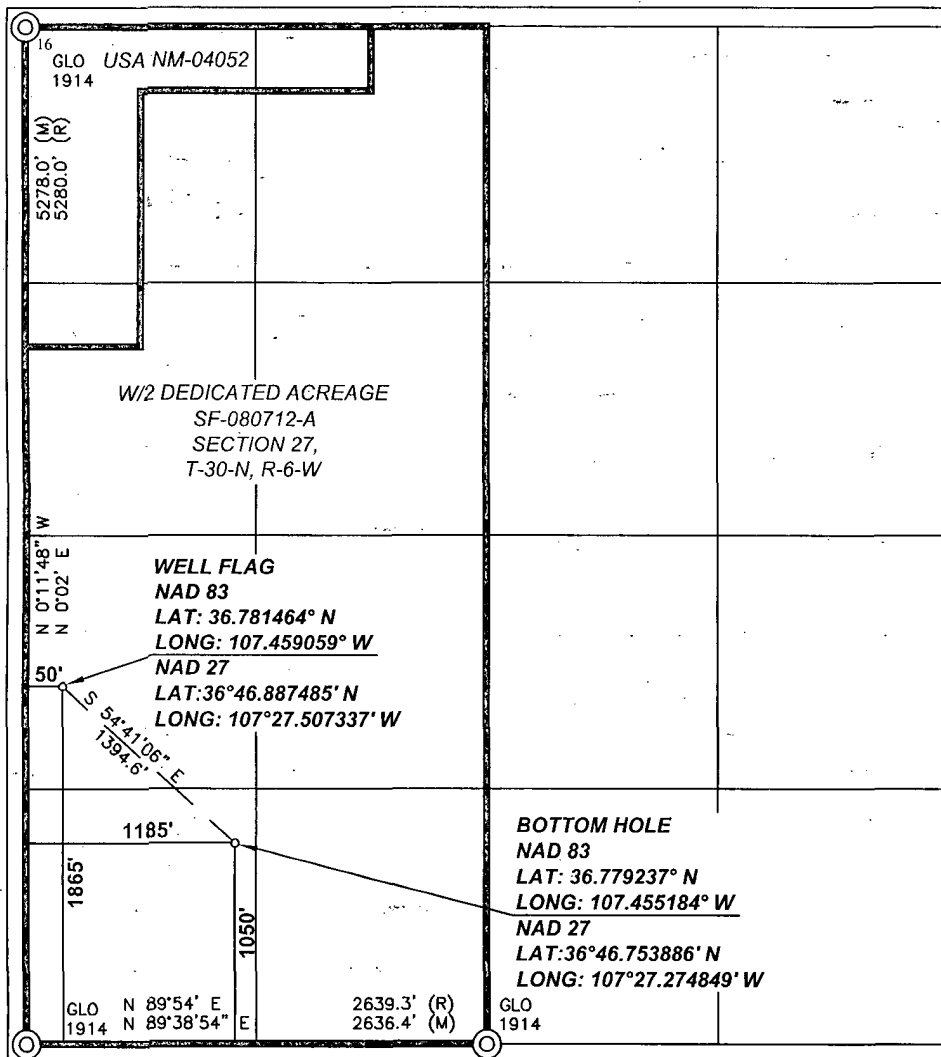 16
GLO USA NM-04052
1914
5278.0' (M)
5280.0' (R)
W/2 DEDICATED ACREAGE
SF-080712-A
SECTION 27,
T-30-N, R-6-W
N 0°11'48" W
N 0°02' E
WELL FLAG
NAD 83
LAT: 36.781464° N
LONG: 107.459059° W
NAD 27
LAT:36°46.887485' N
LONG: 107°27.507337' W
50'
S 54°41'06" E
1394.6'
1185'
1865'
1050'
BOTTOM HOLE
NAD 83
LAT: 36.779237° N
LONG: 107.455184° W
NAD 27
LAT:36°46.753886' N
LONG: 107°27.274849' W
GLO N 89°54' E 2639.3' (R) GLO
1914 N 89°38'54" E 2636.4' (M) 1914